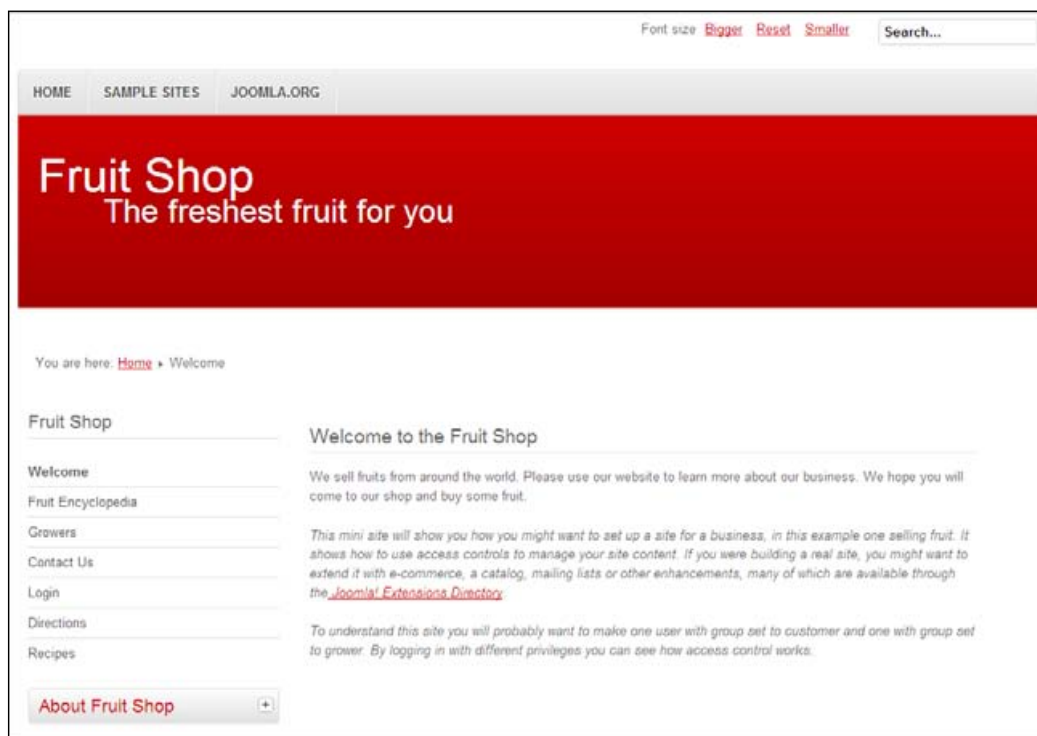 Font size Bigger Reset Smaller Search...
HOME SAMPLE SITES JOOMLA.ORG
Fruit Shop
The freshest fruit for you
You are here: Home Welcome
Fruit Shop
Welcome
Fruit Encyclopedia
Growers
Contact Us
Login
Directions
Recipes
About Fruit Shop
Welcome to the Fruit Shop
We sell fruits from around the world. Please use our website to learn more about our business. We hope you will
come to our shop and buy some fruit.
This mini site will show you how you might want to set up a site for a business, in this example one selling fruit. It
shows how to use access controls to manage your site content. If you were building a real site, you might want to
extend it with e-commerce, a catalog, mailing lists or other enhancements, many of which are available through
the Joomla! Extensions Directory.
To understand this site you will probably want to make one user with group set to customer and one with group set
to grower. By logging in with different privileges you can see how access control works.